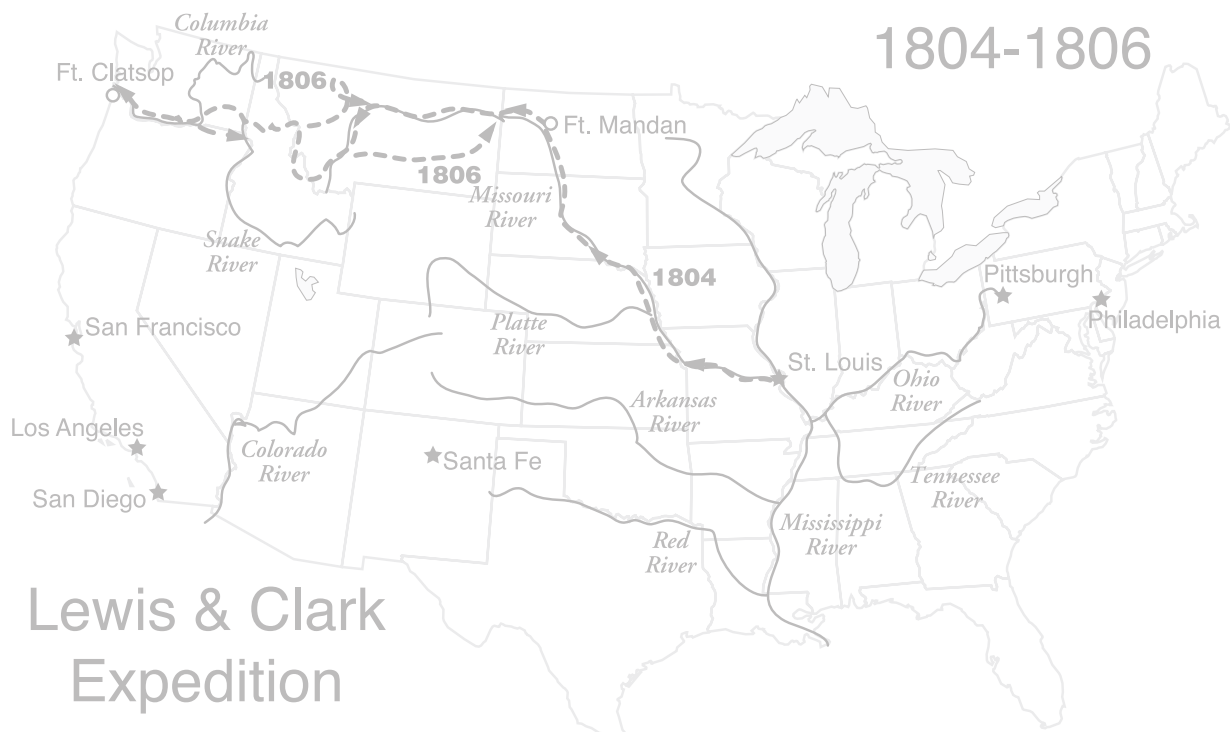 Columbia
River
1804-1806
Ft. Clatsop
1806
Ft. Mandan
1806
Missouri
River
Snake
River
1804
Pittsburgh
Philadelphia
San Francisco
Platte
River
St. Louis
Ohio
River
Arkansas
River
Los Angeles
Colorado
River
Santa Fe
San Diego
Tennessee
River
Mississippi
River
Red
River
Lewis & Clark
Expedition